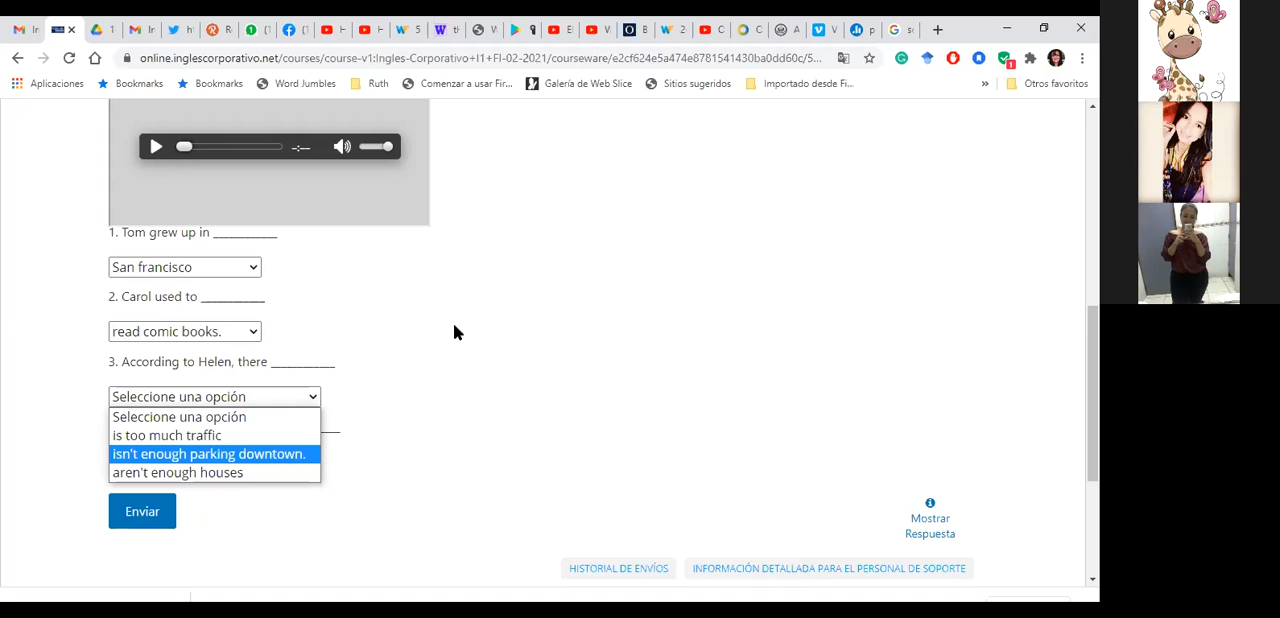 online.inglescorporativo.net/courses/course-v1:Ingles-Corporativo+I1+FI-02-2021/courseware/e2cf624e5a474e8781541430ba0dd60c/5...
Aplicaciones
Bookmarks
Bookmarks
Word Jumbles
Ruth
Comenzar a usar Fir...
Galería de Web Slice
Sitios sugeridos
Importado desde Fi...
»
Otros favoritos
1. Tom grew up in ___________
San francisco
2. Carol used to ___________
read comic books.
3. According to Helen, there ___________
Seleccione una opción
Seleccione una opción
is too much traffic
isn't enough parking downtown.
aren't enough houses
Enviar
Mostrar
Respuesta
HISTORIAL DE ENVÍOS
INFORMACIÓN DETALLADA PARA EL PERSONAL DE SOPORTE